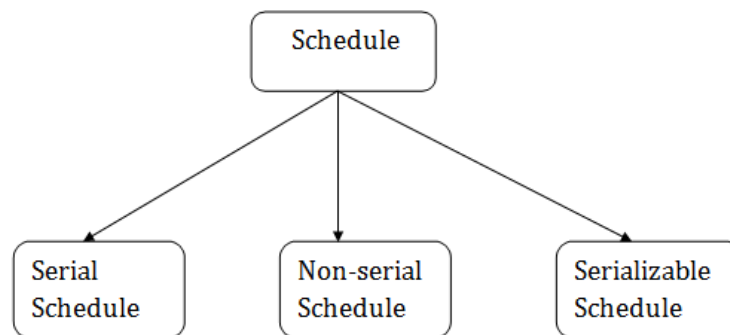 Schedule
Serial
Schedule
Non-serial
Schedule
Serializable
Schedule